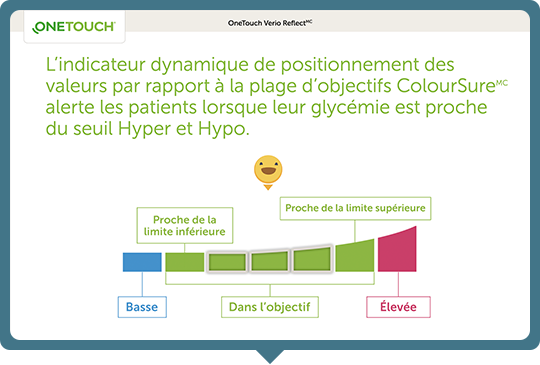 ONETOUCH®
OneTouch Verio Reflect MC
L’indicateur dynamique de positionnement des
valeurs par rapport à la plage d’objectifs ColourSure MC
alerte les patients lorsque leur glycémie est proche
du seuil Hyper et Hypo.
Proche de la limite supérieure
Proche de la
limite inférieure
Basse
Dans l’objectif
Élevée